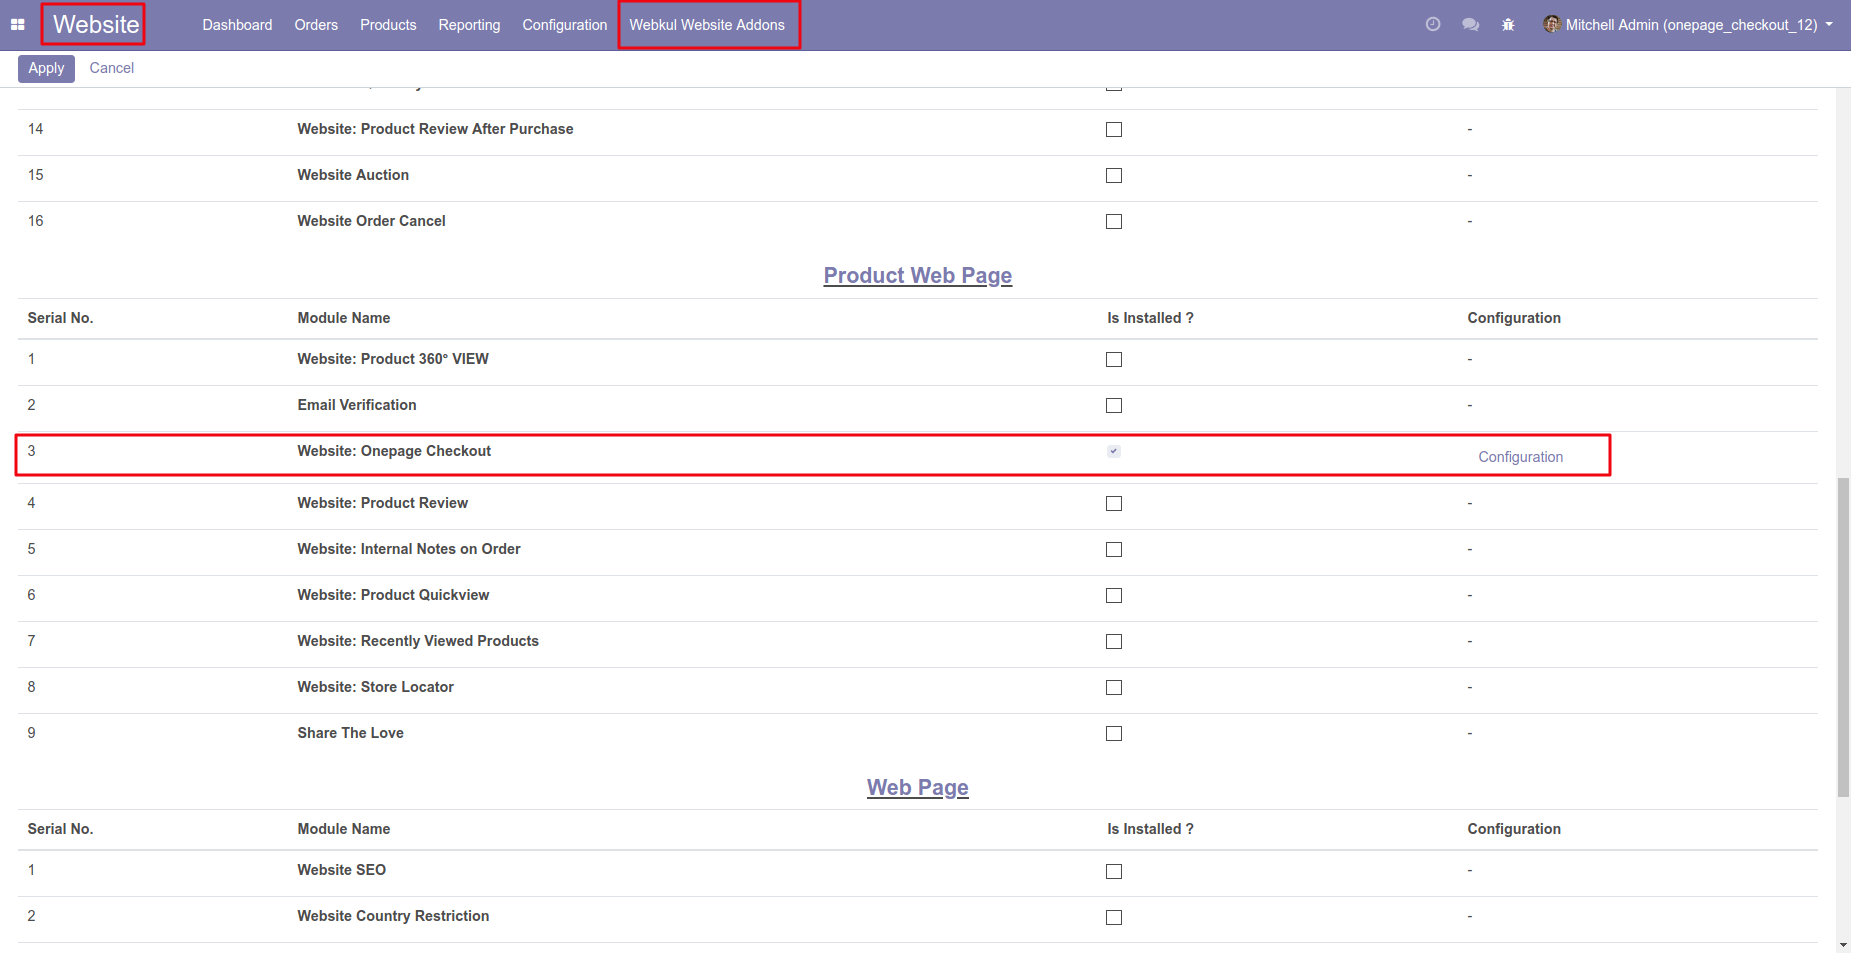 Website Dashboard Orders Products Reporting Configuration Webkul Website Addons Mitchell Admin (onepage_checkout_12)
Apply Cancel
14 Website: Product Review After Purchase -
15 Website Auction -
16 Website Order Cancel -
Product Web Page
Serial No. Module Name Is Installed ? Configuration
1 Website: Product 360° VIEW -
2 Email Verification -
3 Website: Onepage Checkout Configuration
4 Website: Product Review -
5 Website: Internal Notes on Order -
6 Website: Product Quickview -
7 Website: Recently Viewed Products -
8 Website: Store Locator -
9 Share The Love -
Web Page
Serial No. Module Name Is Installed ? Configuration
1 Website SEO -
2 Website Country Restriction -